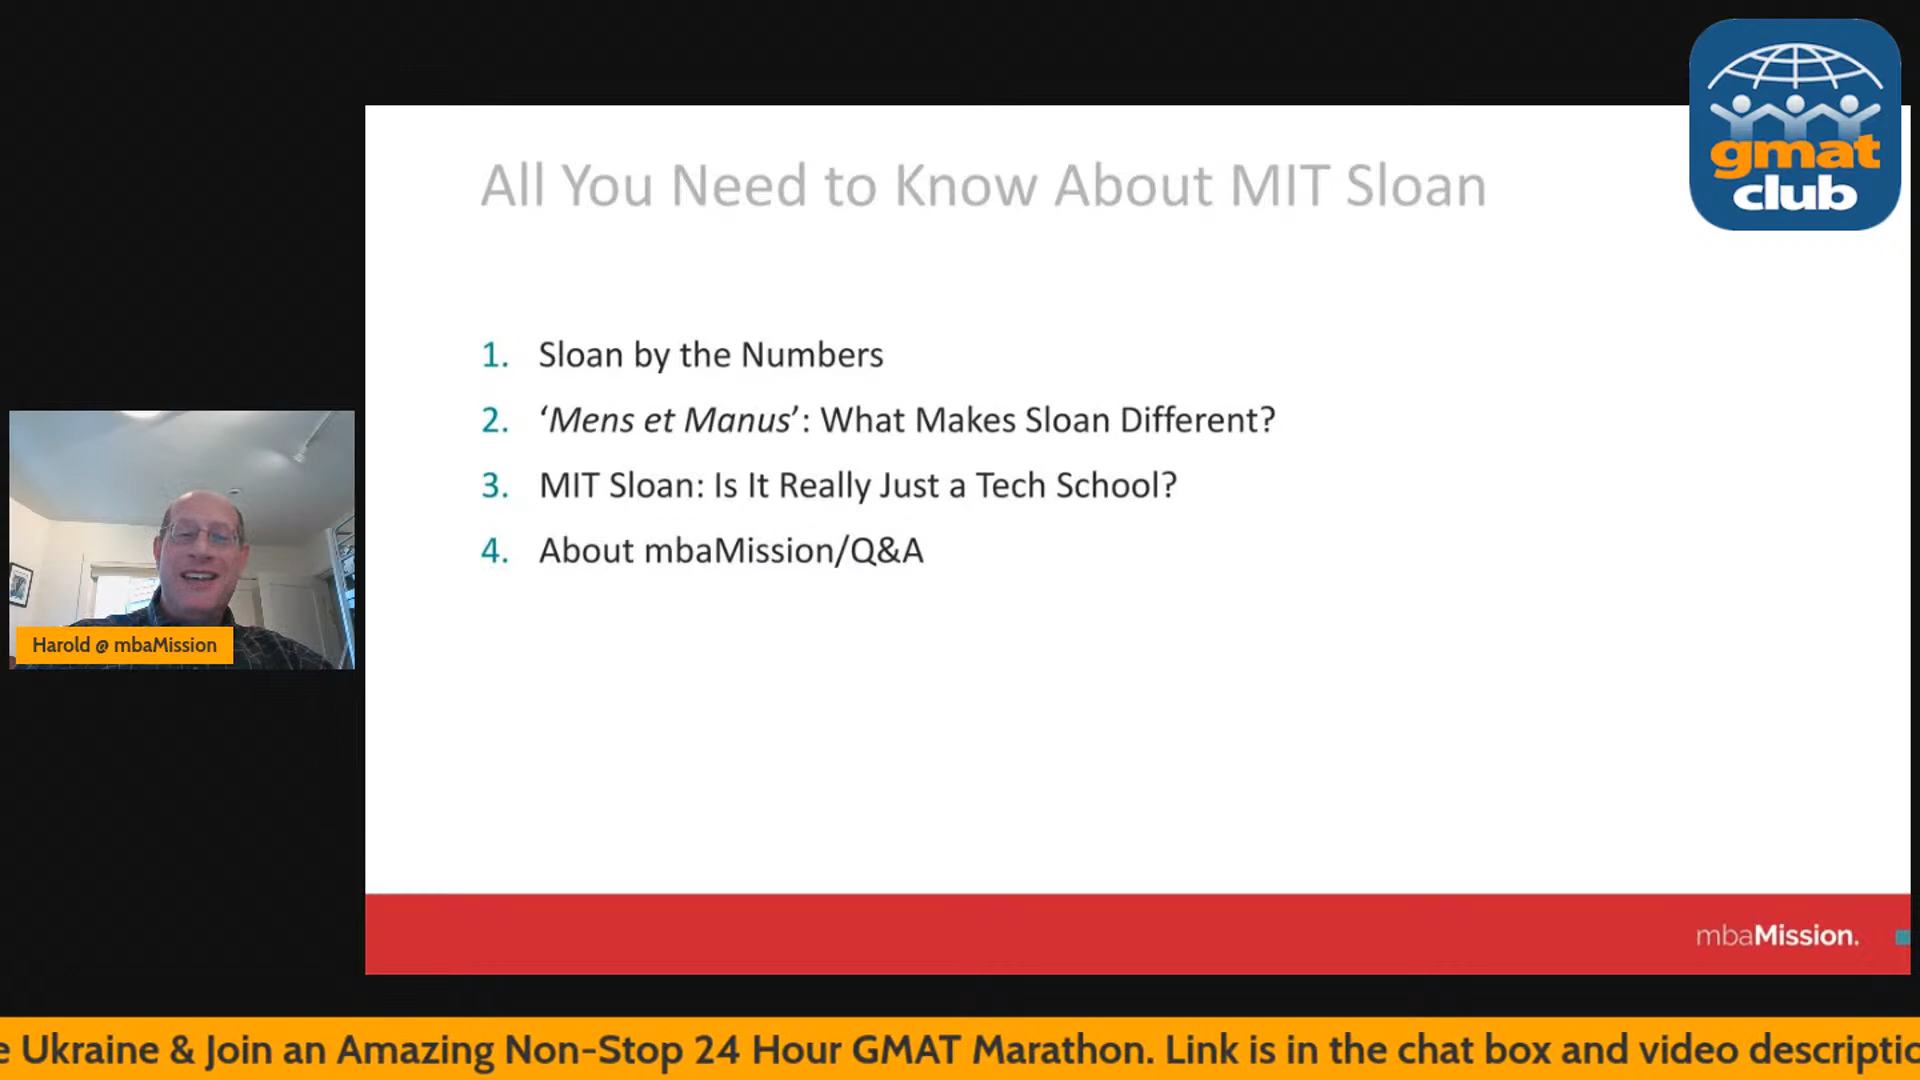 gmat
club
All You Need to Know About MIT Sloan
1. Sloan by the Numbers
2. ‘Mens et Manus’: What Makes Sloan Different?
3. MIT Sloan: Is It Really Just a Tech School?
4. About mbaMission/Q&A
Harold @ mbaMission
mbaMission.
Ukraine & Join an Amazing Non-Stop 24 Hour GMAT Marathon. Link is in the chat box and video